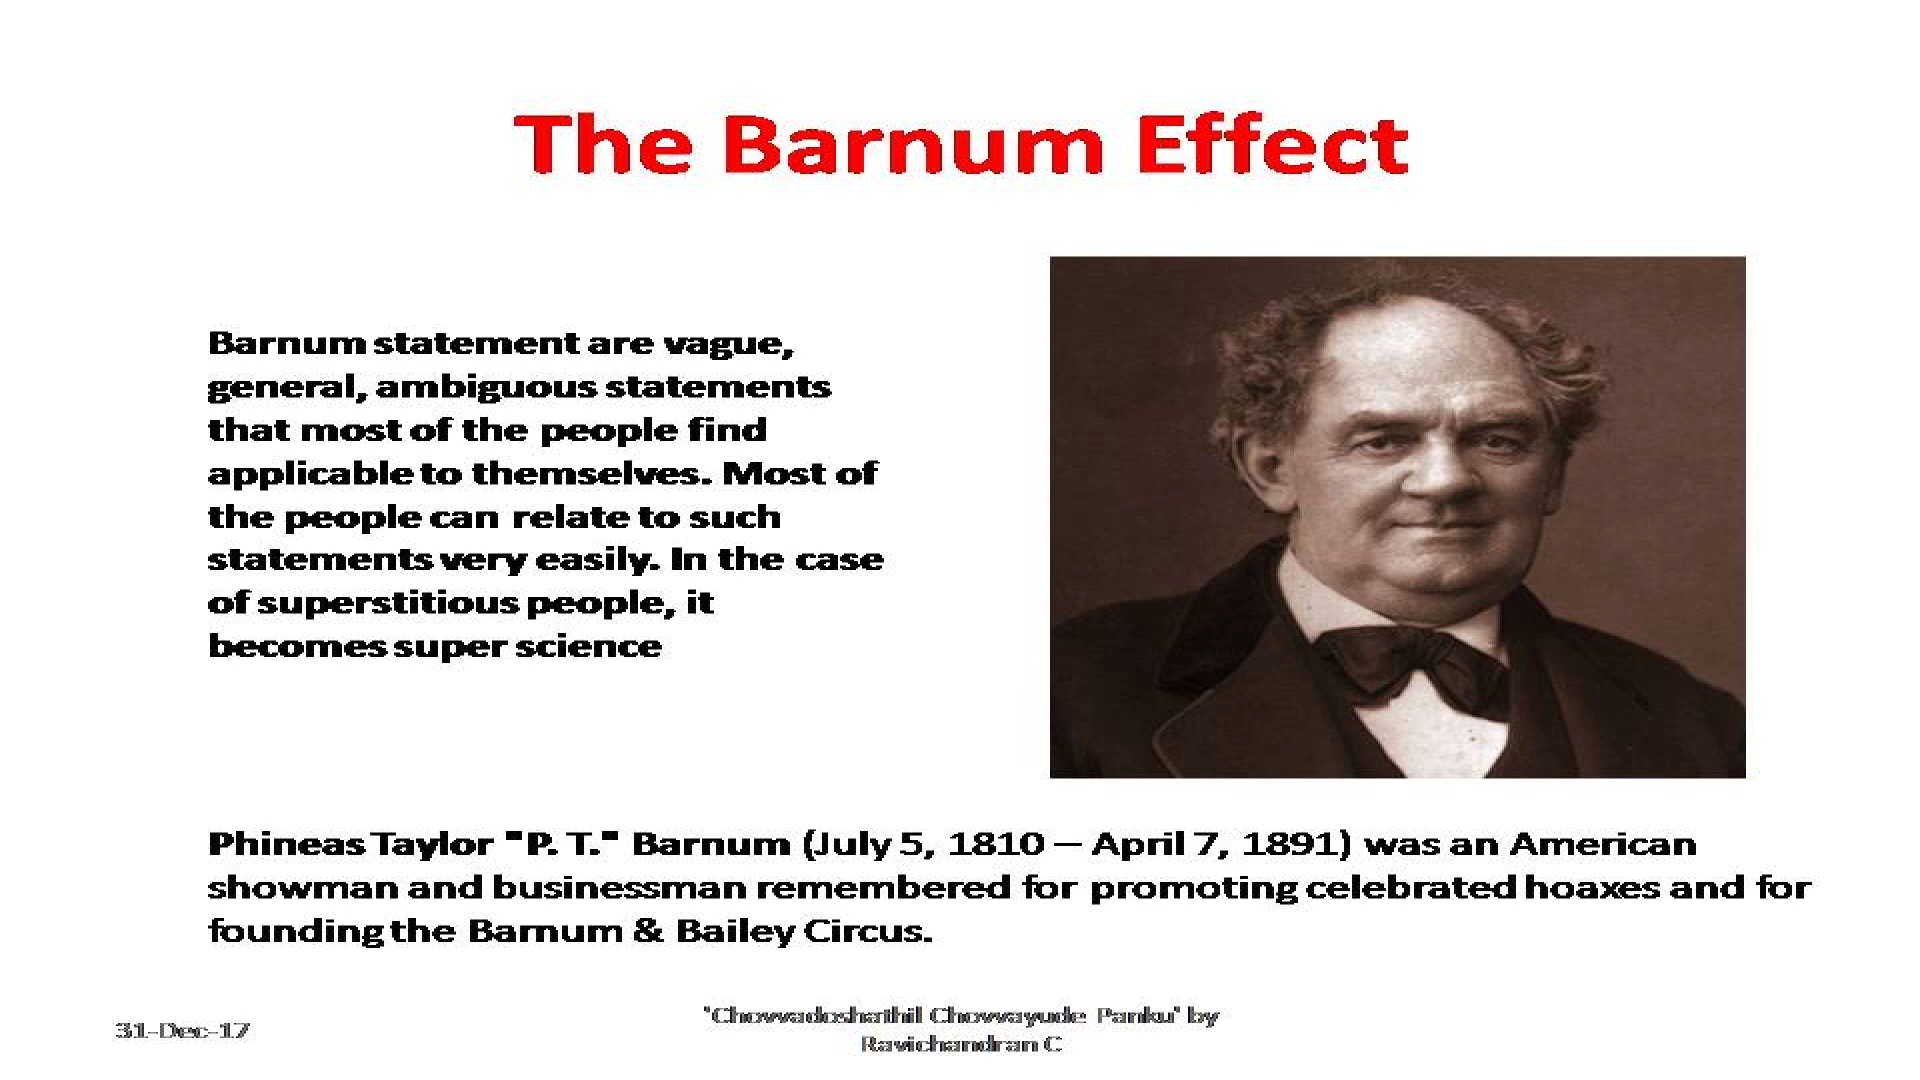 The Barnum Effect
Barnum statement are vague,
general, ambiguous statements
that most of the people find
applicable to themselves. Most of
the people can relate to such
statements very easily. In the case
of superstitious people, it
becomes super science
Phineas Taylor "P. T." Barnum (July 5, 1810 – April 7, 1891) was an American
showman and businessman remembered for promoting celebrated hoaxes and for
founding the Barnum & Bailey Circus.
31-Dec-17
'Chowvadoshathil Chowvayude Panku' by
Ravichandran C